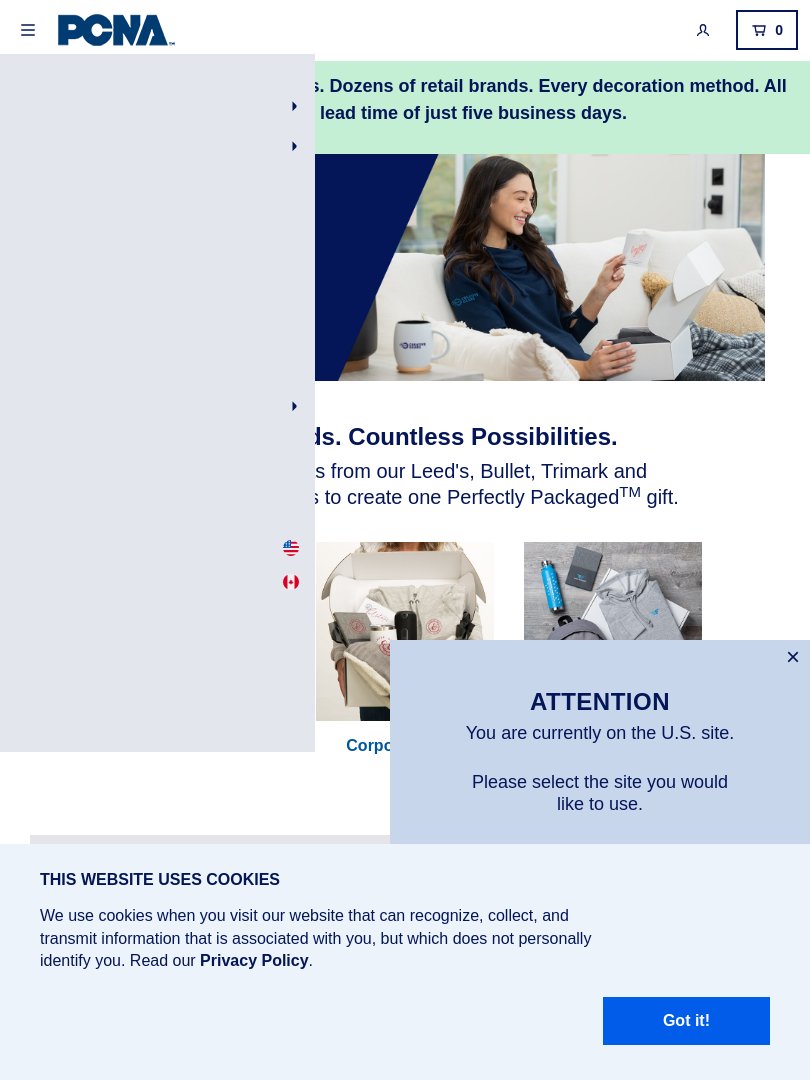 PCNA
0
s. Dozens of retail brands. Every decoration method. All
lead time of just five business days.
ds. Countless Possibilities.
s from our Leed's, Bullet, Trimark and
s to create one Perfectly Packaged™ gift.
Corpo
ATTENTION
You are currently on the U.S. site.
Please select the site you would
like to use.
THIS WEBSITE USES COOKIES
We use cookies when you visit our website that can recognize, collect, and
transmit information that is associated with you, but which does not personally
identify you. Read our Privacy Policy.
Got it!